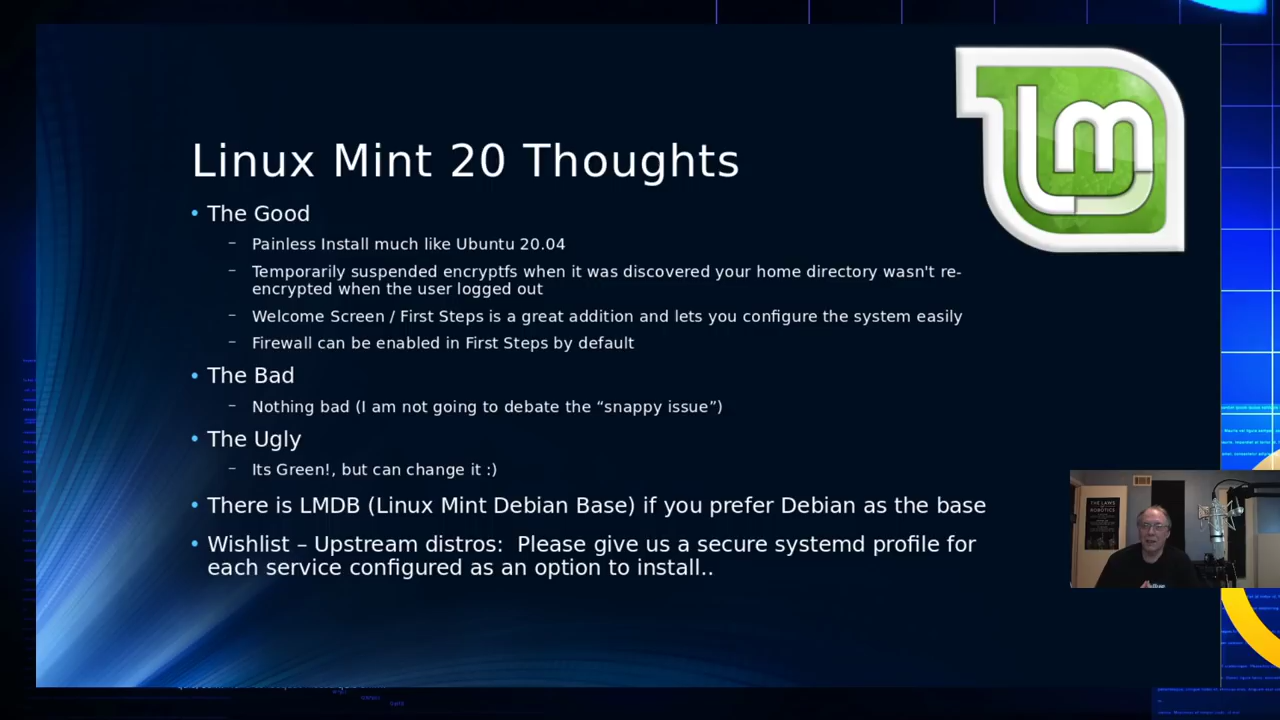 Linux Mint 20 Thoughts
• The Good
– Painless Install much like Ubuntu 20.04
– Temporarily suspended encryptfs when it was discovered your home directory wasn't re-
encrypted when the user logged out
– Welcome Screen / First Steps is a great addition and lets you configure the system easily
– Firewall can be enabled in First Steps by default
• The Bad
– Nothing bad (I am not going to debate the “snappy issue”)
• The Ugly
– Its Green!, but can change it :)
• There is LMDB (Linux Mint Debian Base) if you prefer Debian as the base
• Wishlist – Upstream distros:  Please give us a secure systemd profile for
each service configured as an option to install..
lm
THE LAWS
ROBOTICS